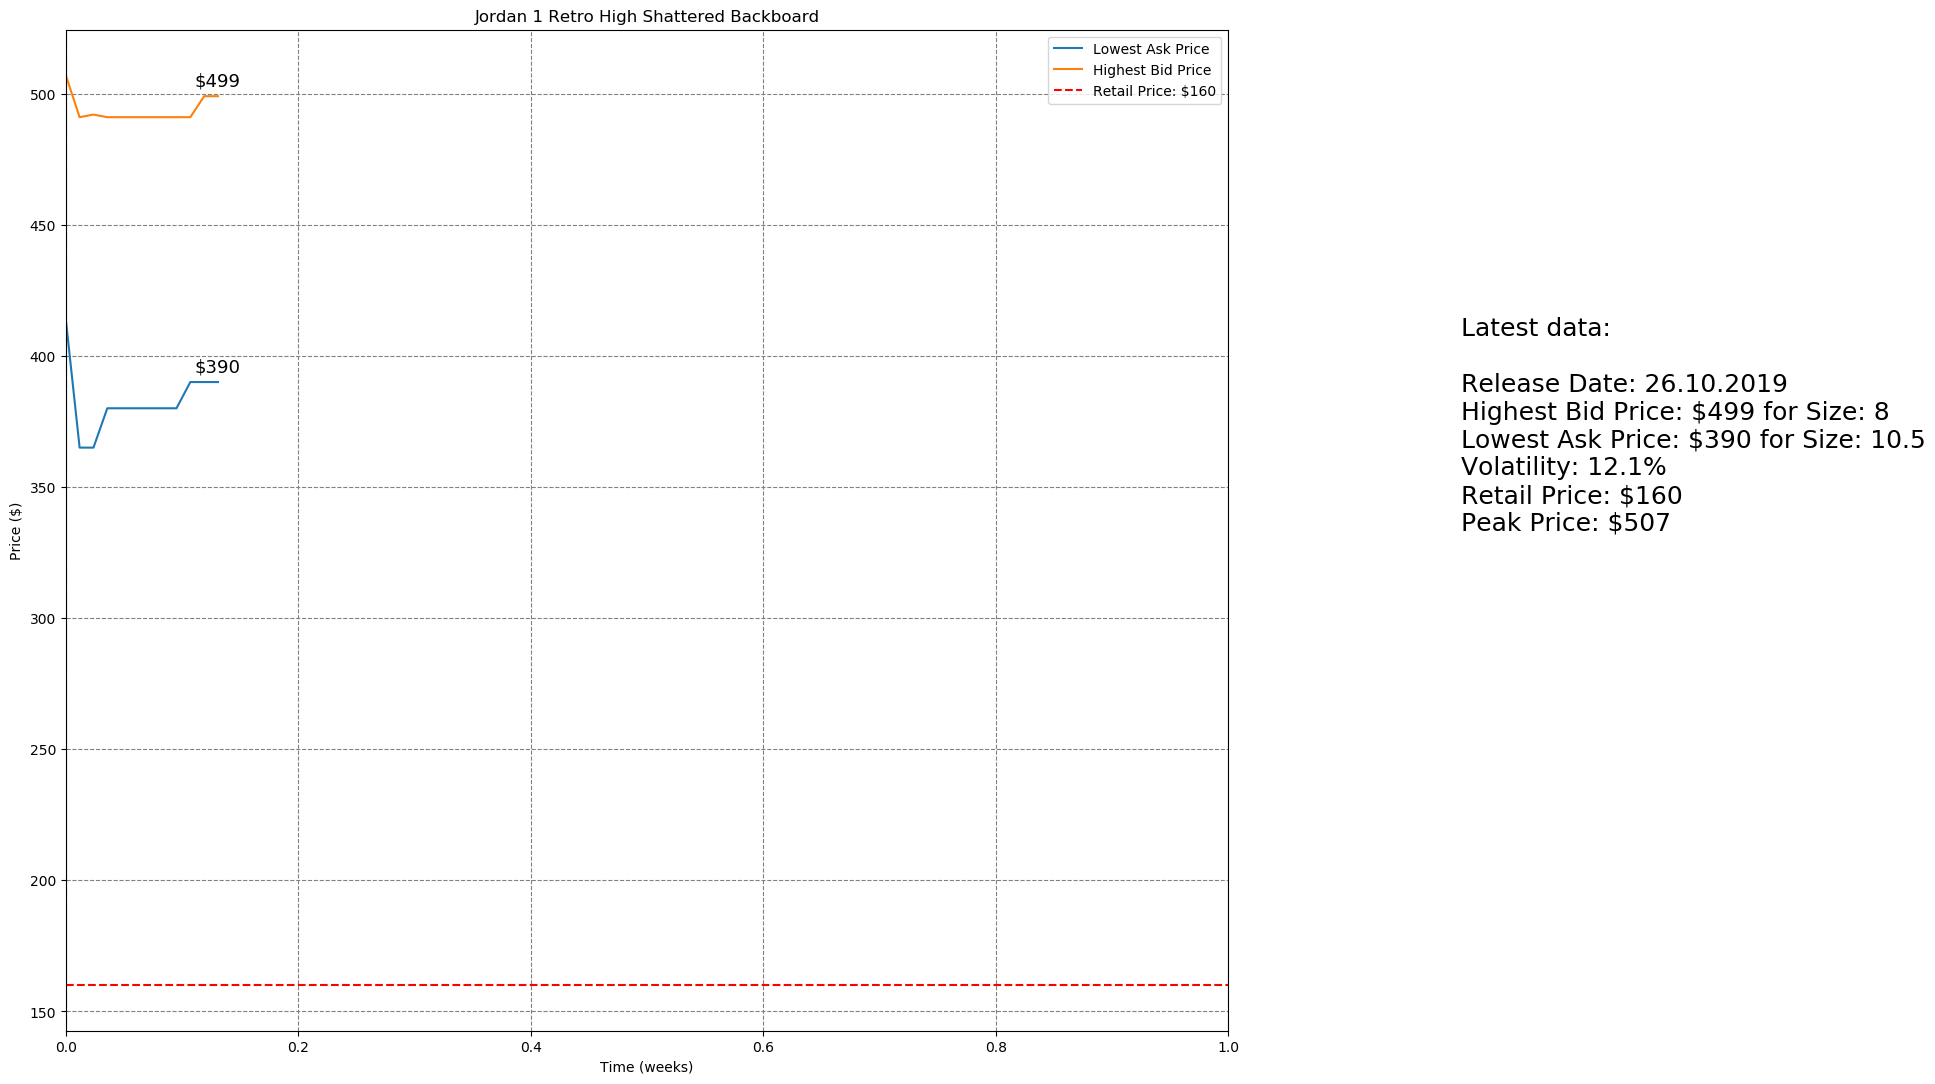 Jordan 1 Retro High Shattered Backboard
Lowest Ask Price
Highest Bid Price
Retail Price: $160
$499
$390
Price ($)
500
450
400
350
300
250
200
150
0.0
0.2
0.4
0.6
0.8
1.0
Time (weeks)
Latest data:
Release Date: 26.10.2019
Highest Bid Price: $499 for Size: 8
Lowest Ask Price: $390 for Size: 10.5
Volatility: 12.1%
Retail Price: $160
Peak Price: $507